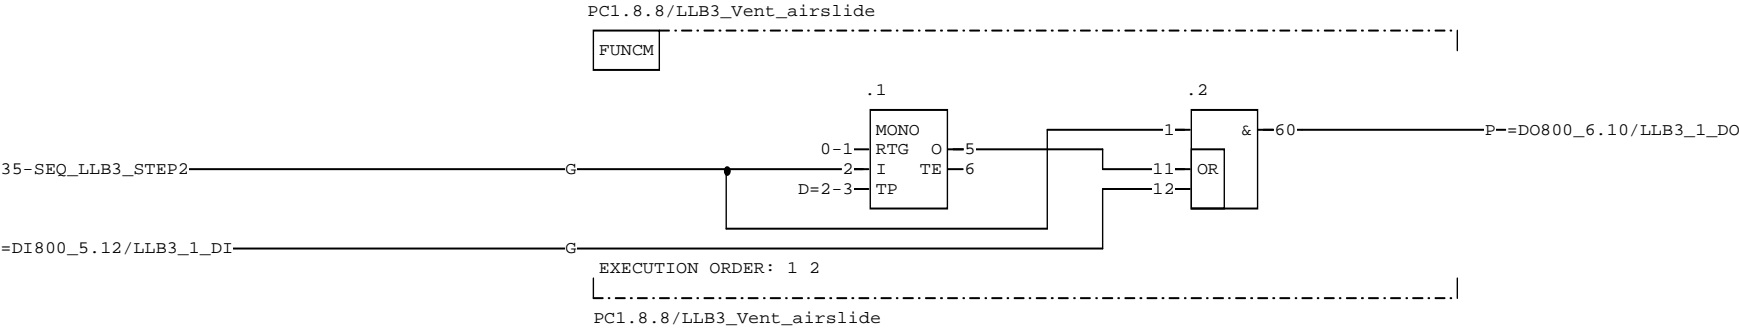 PC1.8.8/LLB3_Vent_airslide
FUNCM
.1 .2
MONO 1 & 60 P =DO800_6.10/LLB3_1_DO
0-1 RTG O 5
35-SEQ_LLB3_STEP2 G 2 I TE 6 11 OR
D=2-3 TP 12
=DI800_5.12/LLB3_1_DI G
EXECUTION ORDER: 1 2
PC1.8.8/LLB3_Vent_airslide